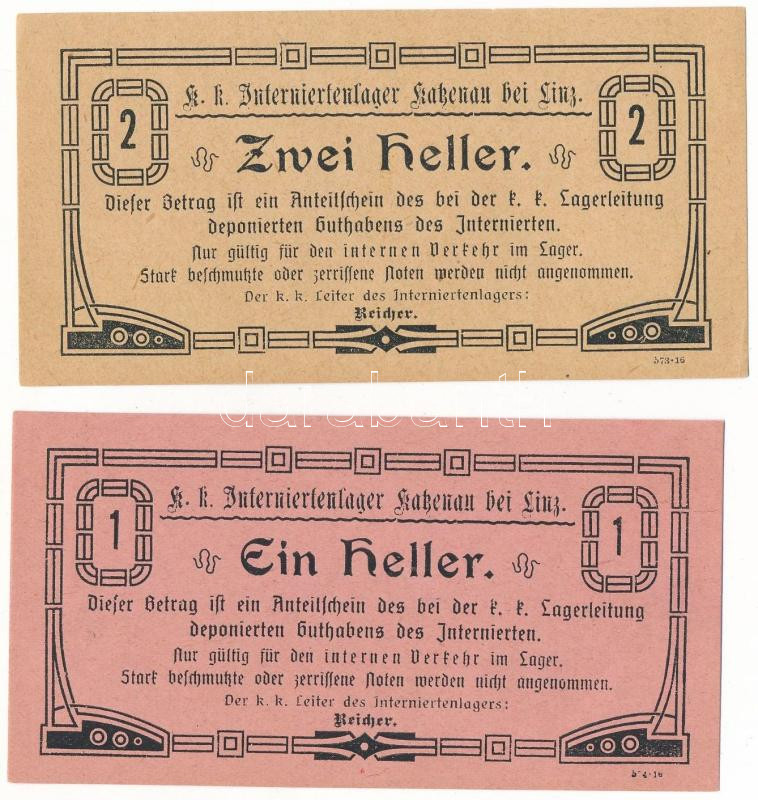 K. k. Interniertenlager Katzenau bei Linz.
2
2
Zwei Heller.
Dieser Betrag ist ein Anteilschein des bei der k. k. Lagerleitung
deponierten Guthabens des Internierten.
Nur gültig für den internen Verkehr im Lager.
Stark beschmutzte oder zerrissene Noten werden nicht angenommen.
Der k. k. Leiter des Interniertenlagers:
Reicher.
573-16
darabanth
K. k. Interniertenlager Katzenau bei Linz.
1
1
Ein Heller.
Dieser Betrag ist ein Anteilschein des bei der k. k. Lagerleitung
deponierten Guthabens des Internierten.
Nur gültig für den internen Verkehr im Lager.
Stark beschmutzte oder zerrissene Noten werden nicht angenommen.
Der k. k. Leiter des Interniertenlagers:
Reicher.